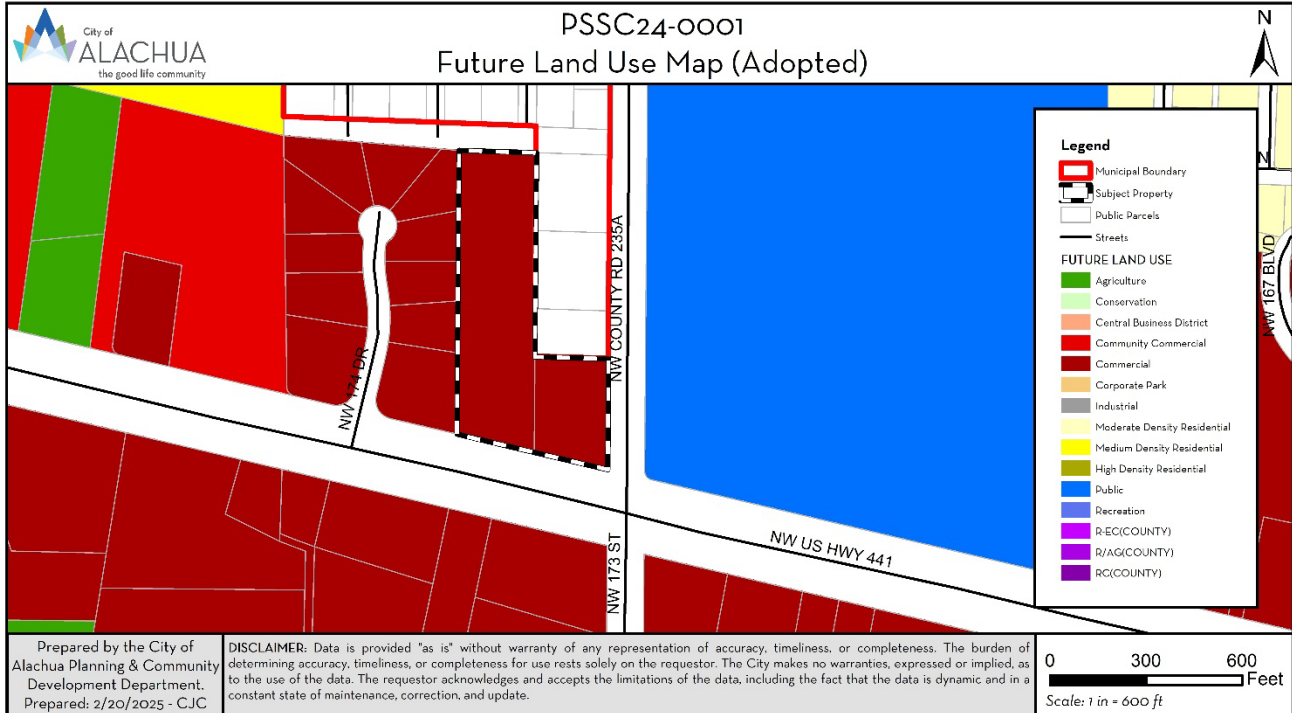 City of
ALACHUA
the good life community
PSSC24-0001
Future Land Use Map (Adopted)
N
NW COUNTY RD 235A
NW 174 DR
NW 173 ST
NW US HWY 441
NW 167 BLVD
N
Legend
Municipal Boundary
Subject Property
Public Parcels
Streets
FUTURE LAND USE
Agriculture
Conservation
Central Business District
Community Commercial
Commercial
Corporate Park
Industrial
Moderate Density Residential
Medium Density Residential
High Density Residential
Public
Recreation
R-EC(COUNTY)
R/AG(COUNTY)
RC(COUNTY)
Prepared by the City of
Alachua Planning & Community
Development Department.
Prepared: 2/20/2025 - CJC
DISCLAIMER: Data is provided "as is" without warranty of any representation of accuracy, timeliness, or completeness. The burden of
determining accuracy, timeliness, or completeness for use rests solely on the requestor. The City makes no warranties, expressed or implied, as
to the use of the data. The requestor acknowledges and accepts the limitations of the data, including the fact that the data is dynamic and in a
constant state of maintenance, correction, and update.
0 300 600
Feet
Scale: 1 in = 600 ft